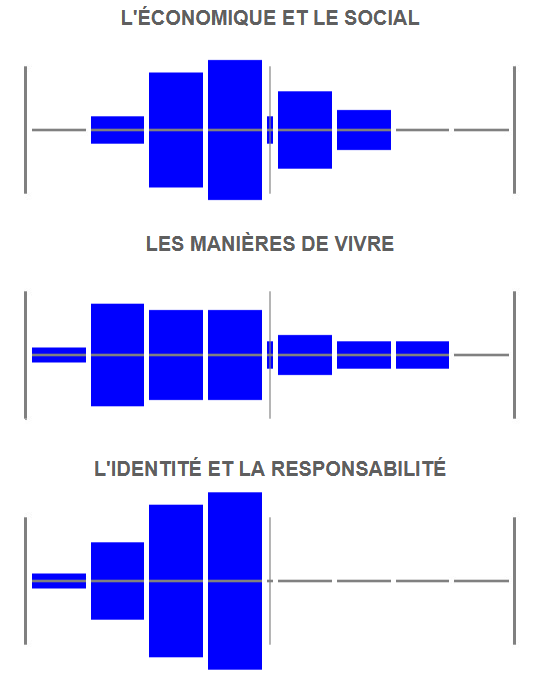 L'ÉCONOMIQUE ET LE SOCIAL
LES MANIÈRES DE VIVRE
L'IDENTITÉ ET LA RESPONSABILITÉ